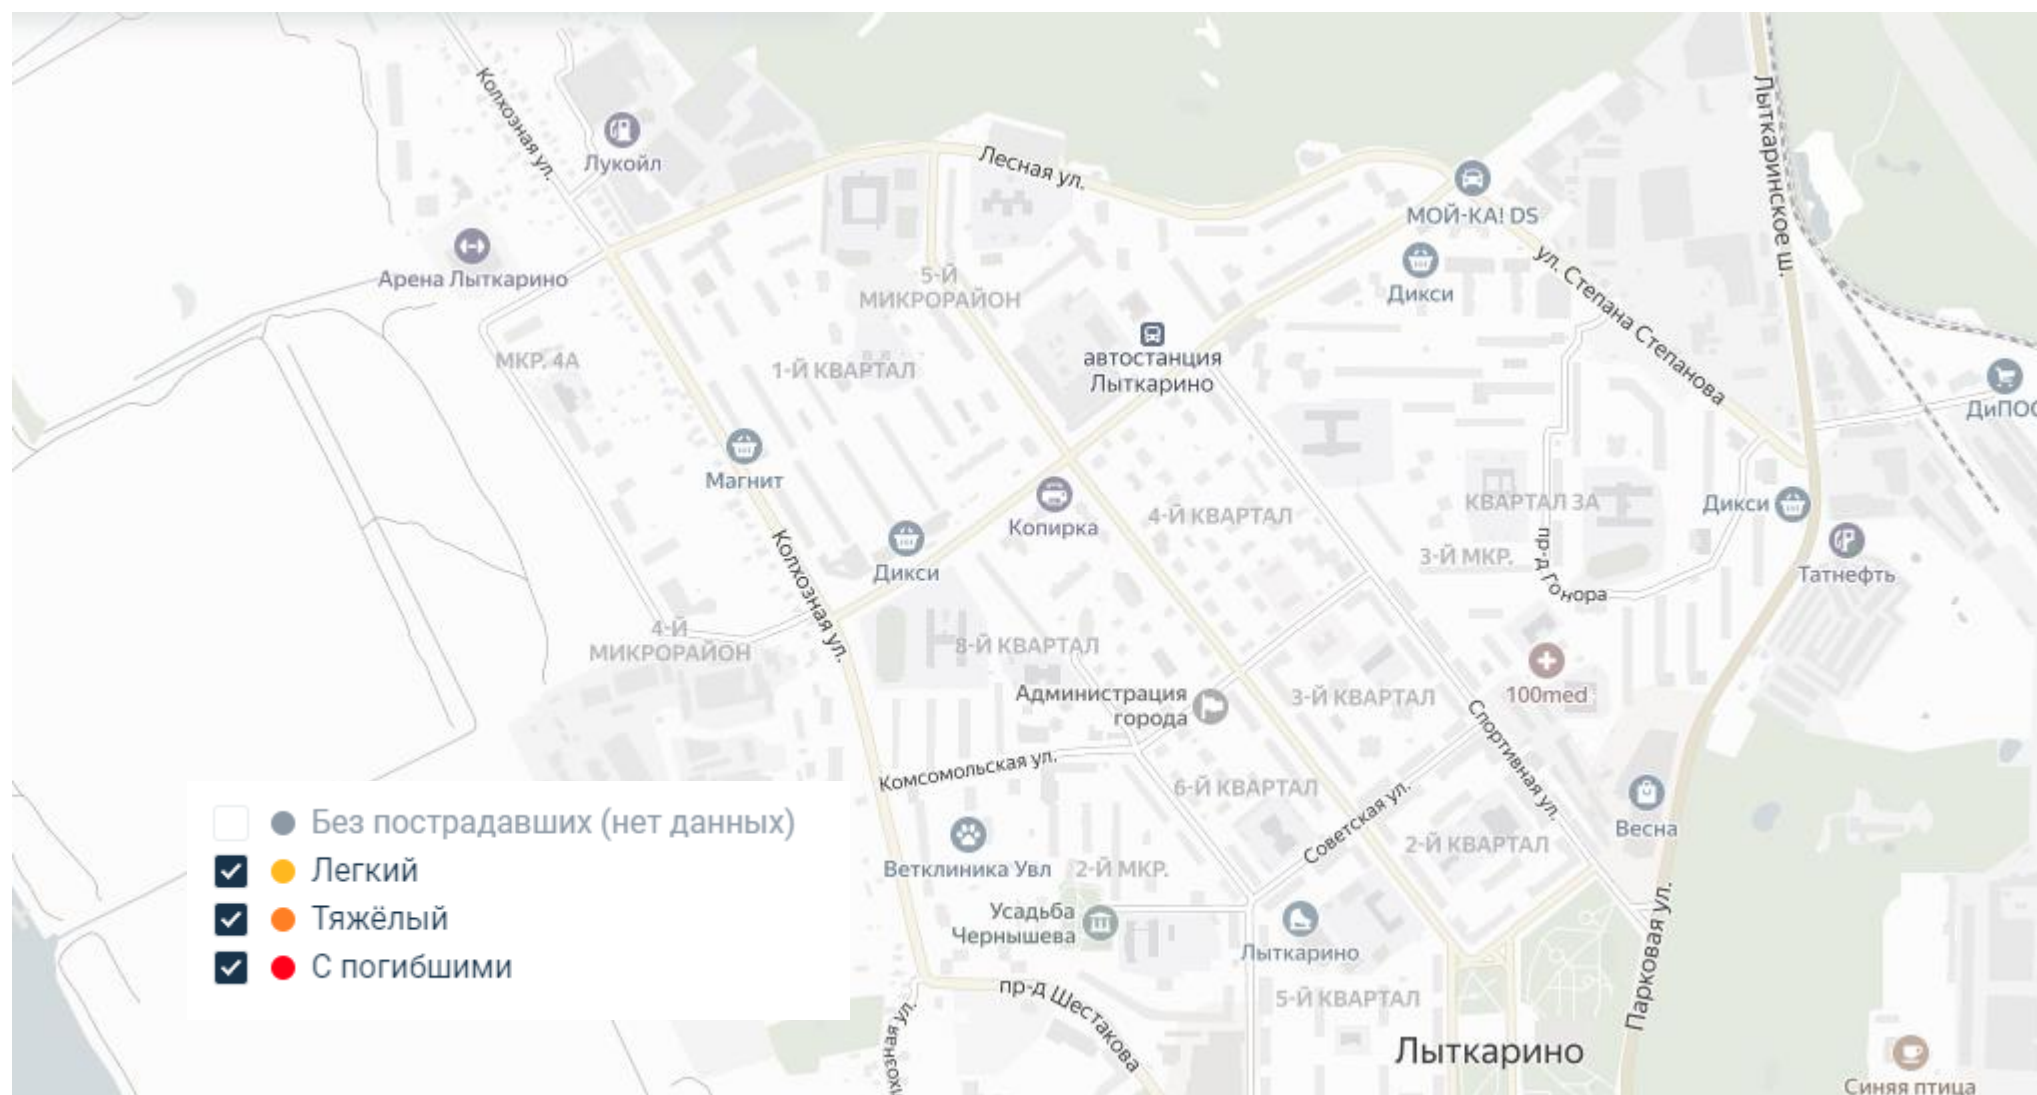 Колхозная ул.
Лукойл
Лесная ул.
Лыткаринское ш.
МОЙ-КА! DS
Арена Лыткарино
5-Й
МИКРОРАЙОН
Дикси
ул. Степана Степанова
автостанция
Лыткарино
МКР. 4А
1-Й КВАРТАЛ
ДиПОС
Магнит
Копирка
4-Й КВАРТАЛ
КВАРТАЛ 3А
Дикси
Колхозная ул.
Дикси
3-Й МКР.
пр-д Гонора
Татнефть
4-Й
МИКРОРАЙОН
8-Й КВАРТАЛ
Администрация
города
3-Й КВАРТАЛ
100med
Спортивная ул.
Комсомольская ул.
6-Й КВАРТАЛ
Советская ул.
Весна
2-Й КВАРТАЛ
Ветклиника Увл
2-Й МКР.
Усадьба
Чернышева
Лыткарино
Парковая ул.
пр-д Шестакова
5-Й КВАРТАЛ
Лыткарино
Синяя птица
Без пострадавших (нет данных)
Легкий
Тяжёлый
С погибшими